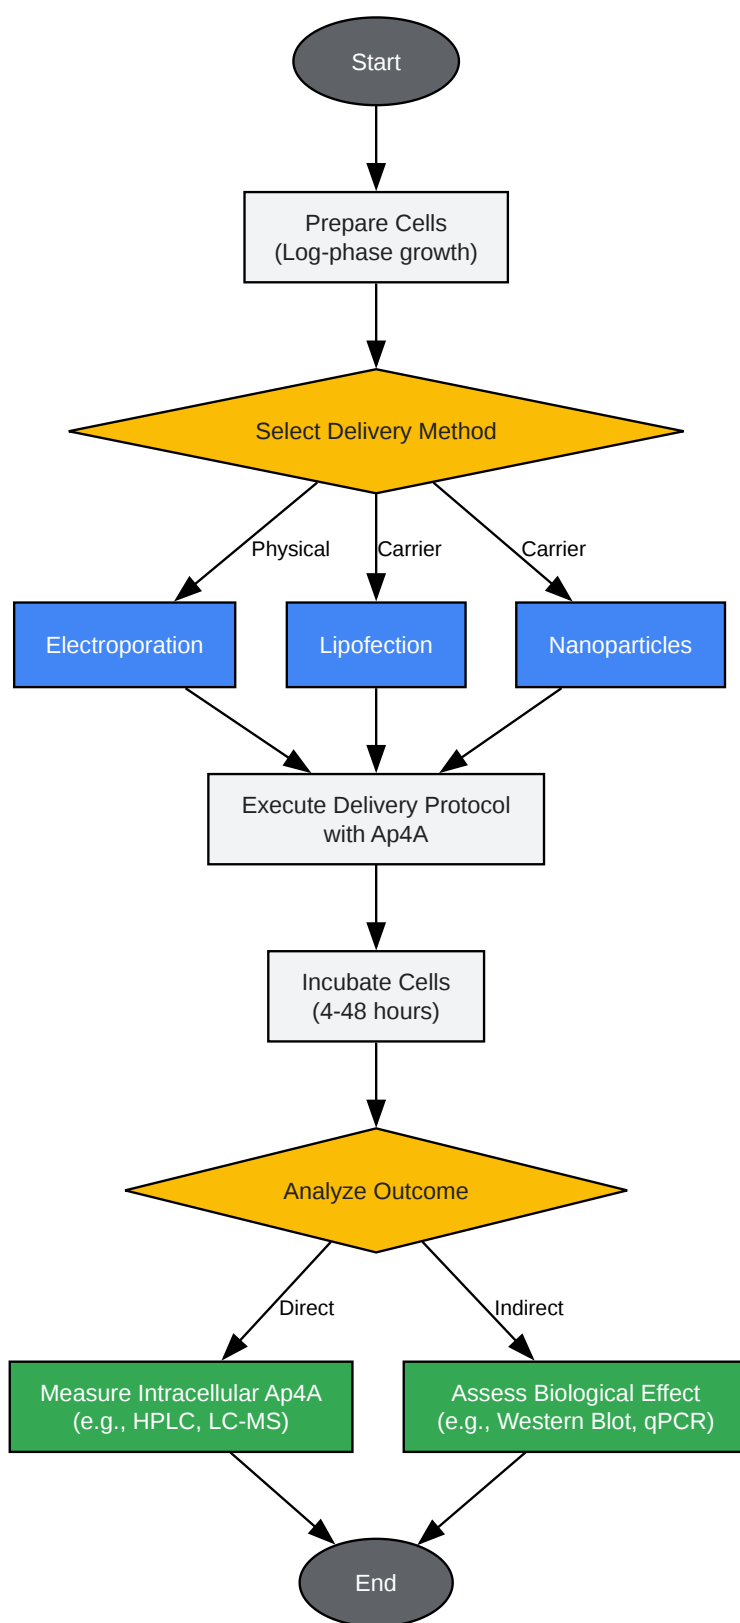 Start
Prepare Cells
(Log-phase growth)
Select Delivery Method
Physical
Carrier
Carrier
Electroporation
Lipofection
Nanoparticles
Execute Delivery Protocol
with Ap4A
Incubate Cells
(4-48 hours)
Analyze Outcome
Direct
Indirect
Measure Intracellular Ap4A
(e.g., HPLC, LC-MS)
Assess Biological Effect
(e.g., Western Blot, qPCR)
End